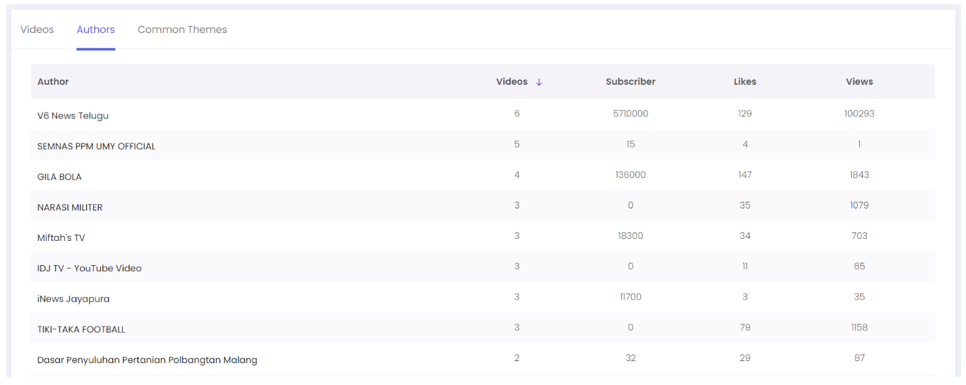 Videos Authors Common Themes
Author Videos ↓ Subscriber Likes Views
V6 News Telugu 6 5710000 129 100293
SEMNAS PPM UMY OFFICIAL 5 15 4 1
GILA BOLA 4 136000 147 1843
NARASI MILITER 3 0 35 1079
Miftah's TV 3 18300 34 703
IDJ TV - YouTube Video 3 0 11 65
iNews Jayapura 3 11700 3 35
TIKI-TAKA FOOTBALL 3 0 79 1158
Dasar Penyuluhan Pertanian Polbangtan Malang 2 32 29 87